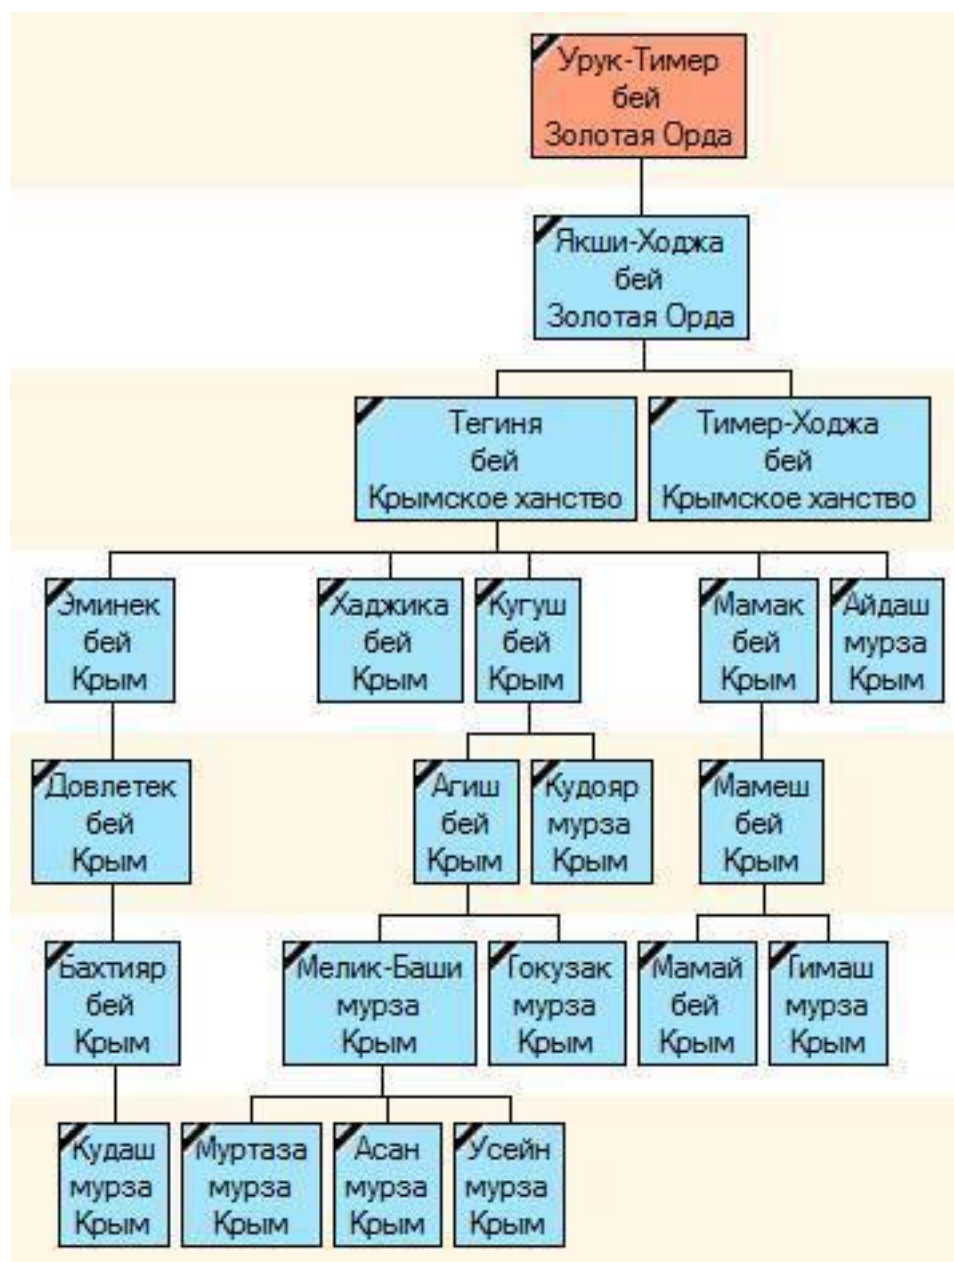 Урук-Тимер
бей
Золотая Орда
Якши-Ходжа
бей
Золотая Орда
Тегиня
бей
Крымское ханство
Тимер-Ходжа
бей
Крымское ханство
Эминек
бей
Крым
Хаджика
бей
Крым
Кугуш
бей
Крым
Мамак
бей
Крым
Айдаш
мурза
Крым
Довлетек
бей
Крым
Агиш
бей
Крым
Кудояр
мурза
Крым
Мамеш
бей
Крым
Бахтияр
бей
Крым
Мелик-Баши
мурза
Крым
Токузак
мурза
Крым
Мамай
бей
Крым
Тимаш
мурза
Крым
Кудаш
мурза
Крым
Муртаза
мурза
Крым
Асан
мурза
Крым
Усейн
мурза
Крым